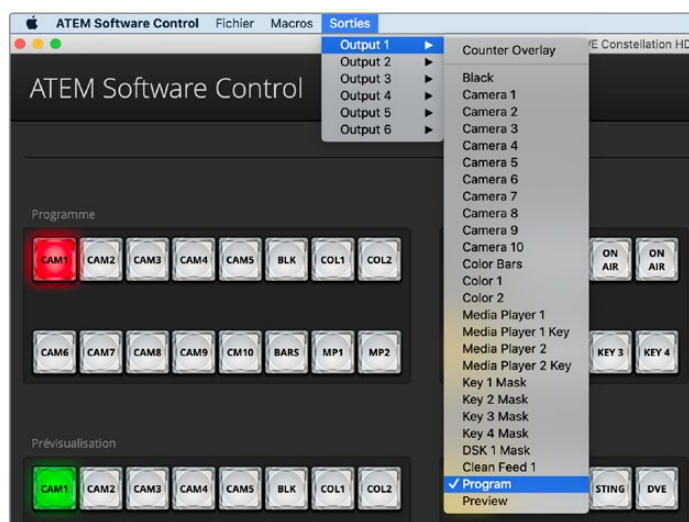 ATEM Software Control Fichier Macros Sorties
VE Constellation HD
ATEM Software Control
Output 1
Output 2
Output 3
Output 4
Output 5
Output 6
Counter Overlay
Black
Camera 1
Camera 2
Camera 3
Camera 4
Camera 5
Camera 6
Camera 7
Camera 8
Camera 9
Camera 10
Color Bars
Color 1
Color 2
Media Player 1
Media Player 1 Key
Media Player 2
Media Player 2 Key
Key 1 Mask
Key 2 Mask
Key 3 Mask
Key 4 Mask
DSK 1 Mask
Clean Feed 1
✓ Program
Preview
Programme
CAM1 CAM2 CAM3 CAM4 CAM5 BLK COL1 COL2
ON AIR ON AIR
CAM6 CAM7 CAM8 CAM9 CM10 BARS MP1 MP2
KEY 3 KEY 4
Prévisualisation
CAM1 CAM2 CAM3 CAM4 CAM5 BLK COL1 COL2
STING DVE